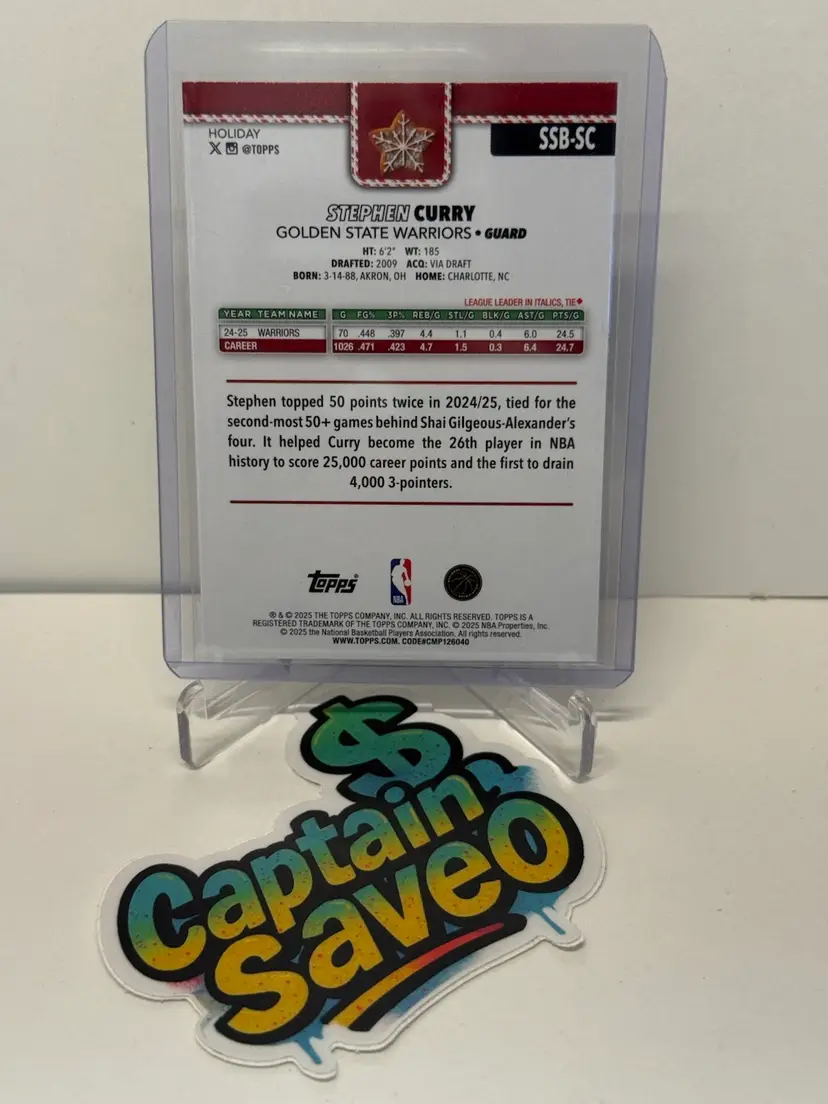 HOLIDAY
X @TOPPS
SSB-SC
STEPHEN CURRY
GOLDEN STATE WARRIORS • GUARD
HT: 6'2" WT: 185
DRAFTED: 2009 ACQ: VIA DRAFT
BORN: 3-14-88, AKRON, OH HOME: CHARLOTTE, NC
LEAGUE LEADER IN ITALICS, TIE◆
YEAR TEAM NAME G FG% 3P% REB/G STL/G BLK/G AST/G PTS/G
24-25 WARRIORS 70 .448 .397 4.4 1.1 0.4 6.0 24.5
CAREER 1026 .471 .423 4.7 1.5 0.3 6.4 24.7
Stephen topped 50 points twice in 2024/25, tied for the
second-most 50+ games behind Shai Gilgeous-Alexander's
four. It helped Curry become the 26th player in NBA
history to score 25,000 career points and the first to drain
4,000 3-pointers.
topps®
NBA
® & © 2025 THE TOPPS COMPANY, INC. ALL RIGHTS RESERVED. TOPPS IS A
REGISTERED TRADEMARK OF THE TOPPS COMPANY, INC. © 2025 NBA Properties, Inc.
© 2025 the National Basketball Players Association. All rights reserved.
WWW.TOPPS.COM. CODE#CMP126040
$
Captain
SaveO